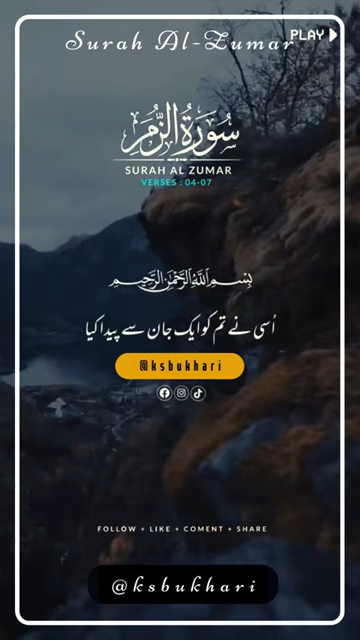 Surah Al-Zumar
PLAY
سُورَةُ الزُّمَرِ
SURAH AL ZUMAR
VERSES : 04-07
بِسْمِ اللَّهِ الرَّحْمَٰنِ الرَّحِيمِ
اُسی نے تم کو ایک جان سے پیدا کیا
@ksbukhari
FOLLOW + LIKE + COMENT + SHARE
@ksbukhari